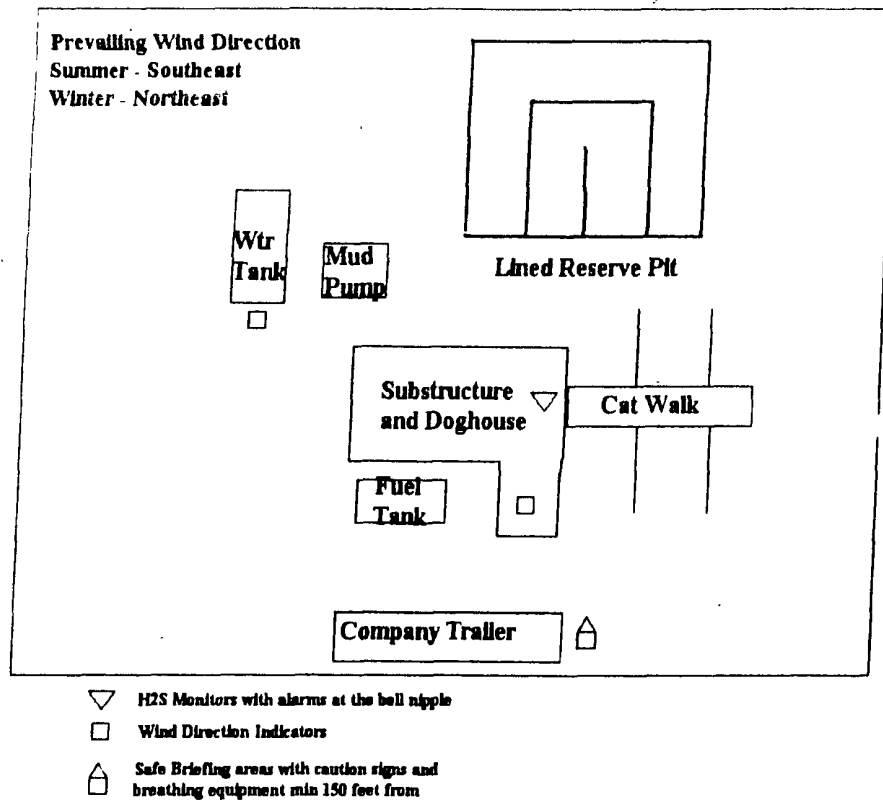 Prevailing Wind Direction
Summer - Southeast
Winter - Northeast
Wtr
Tank
Mud
Pump
Lined Reserve Pit
Substructure
and Doghouse
Cat Walk
Fuel
Tank
Company Trailer
H2S Monitors with alarms at the bell nipple
Wind Direction Indicators
Safe Briefing areas with caution signs and
breathing equipment min 150 feet from